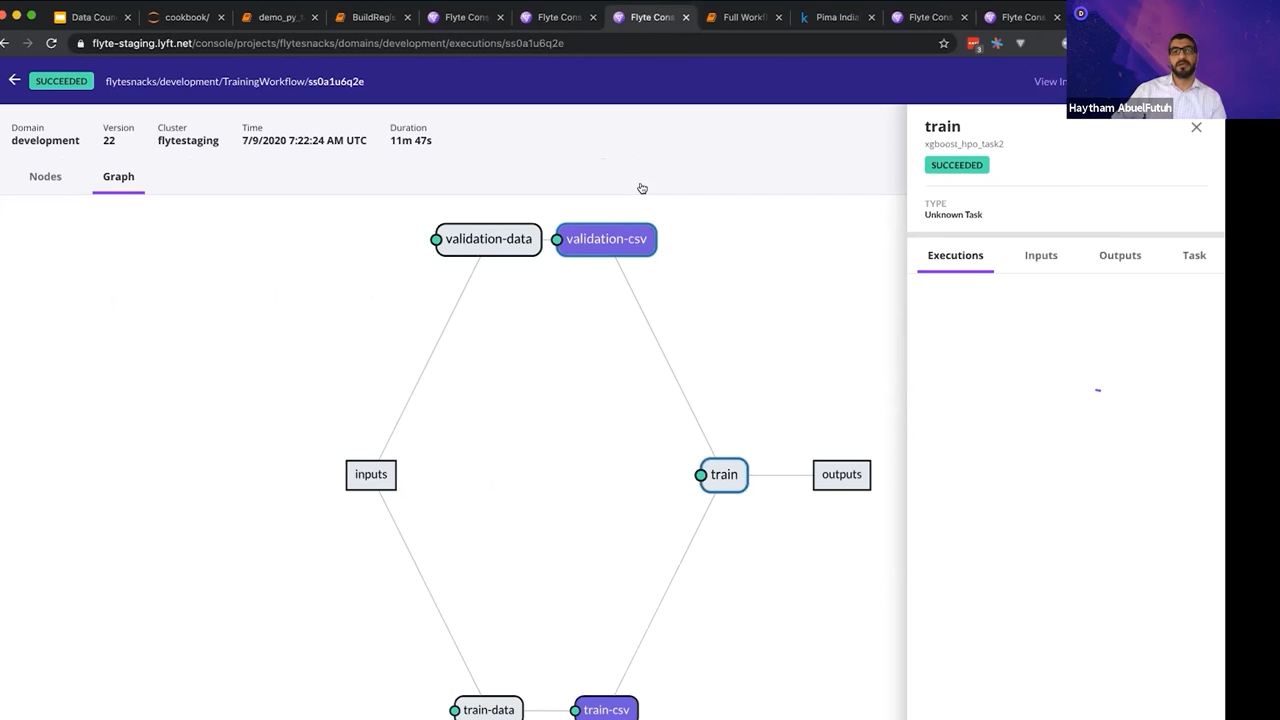 Data Counc
cookbook/
demo_py_t
BuildRegis
Flyte Cons
Flyte Cons
Flyte Cons
Full Workfl
Pima India
Flyte Cons
Flyte Cons
flyte-staging.lyft.net/console/projects/flytesnacks/domains/development/executions/ss0a1u6q2e
3
SUCCEEDED
flytesnacks/development/TrainingWorkflow/ss0a1u6q2e
View In
Haytham AbuelFutuh
Domain
development
Version
22
Cluster
flytestaging
Time
7/9/2020 7:22:24 AM UTC
Duration
11m 47s
Nodes
Graph
train
xgboost_hpo_task2
SUCCEEDED
TYPE
Unknown Task
Executions
Inputs
Outputs
Task
validation-data
validation-csv
inputs
train
outputs
train-data
train-csv